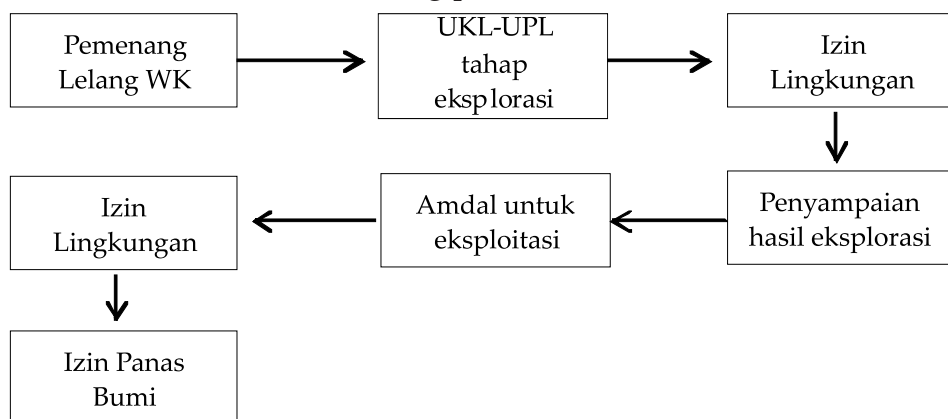 Pemenang
Lelang WK
UKL-UPL
tahap
eksplorasi
Izin
Lingkungan
Penyampaian
hasil eksplorasi
Amdal untuk
eksploitasi
Izin
Lingkungan
Izin Panas
Bumi